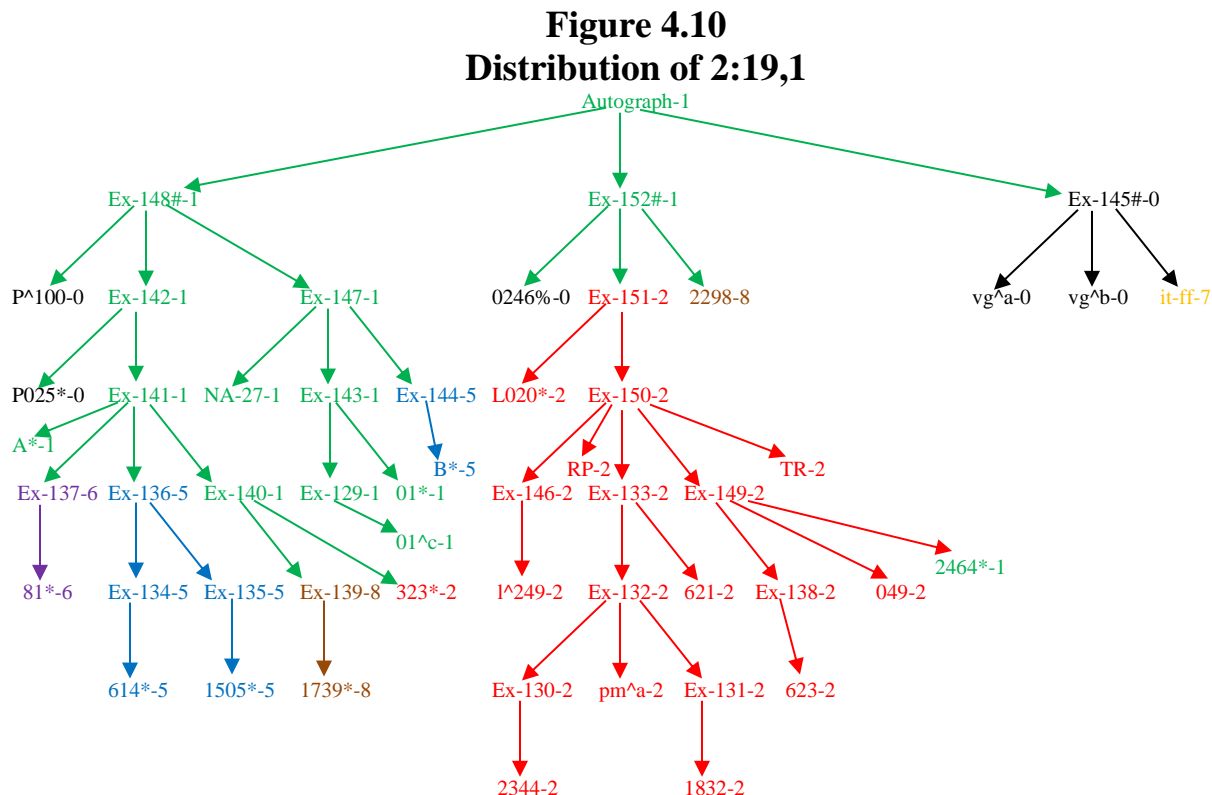 Figure 4.10
Distribution of 2:19,1
Autograph-1
Ex-148#-1 Ex-152#-1 Ex-145#-0
P^100-0 Ex-142-1 Ex-147-1 0246%-0 Ex-151-2 2298-8 vg^a-0 vg^b-0 it-ff-7
P025*-0 Ex-141-1 NA-27-1 Ex-143-1 Ex-144-5 L020*-2 Ex-150-2
A*-1 B*-5 RP-2 TR-2
Ex-137-6 Ex-136-5 Ex-140-1 Ex-129-1 01*-1 Ex-146-2 Ex-133-2 Ex-149-2
01^c-1 2464*-1
81*-6 Ex-134-5 Ex-135-5 Ex-139-8 323*-2 l^249-2 Ex-132-2 621-2 Ex-138-2 049-2
614*-5 1505*-5 1739*-8 Ex-130-2 pm^a-2 Ex-131-2 623-2
2344-2 1832-2